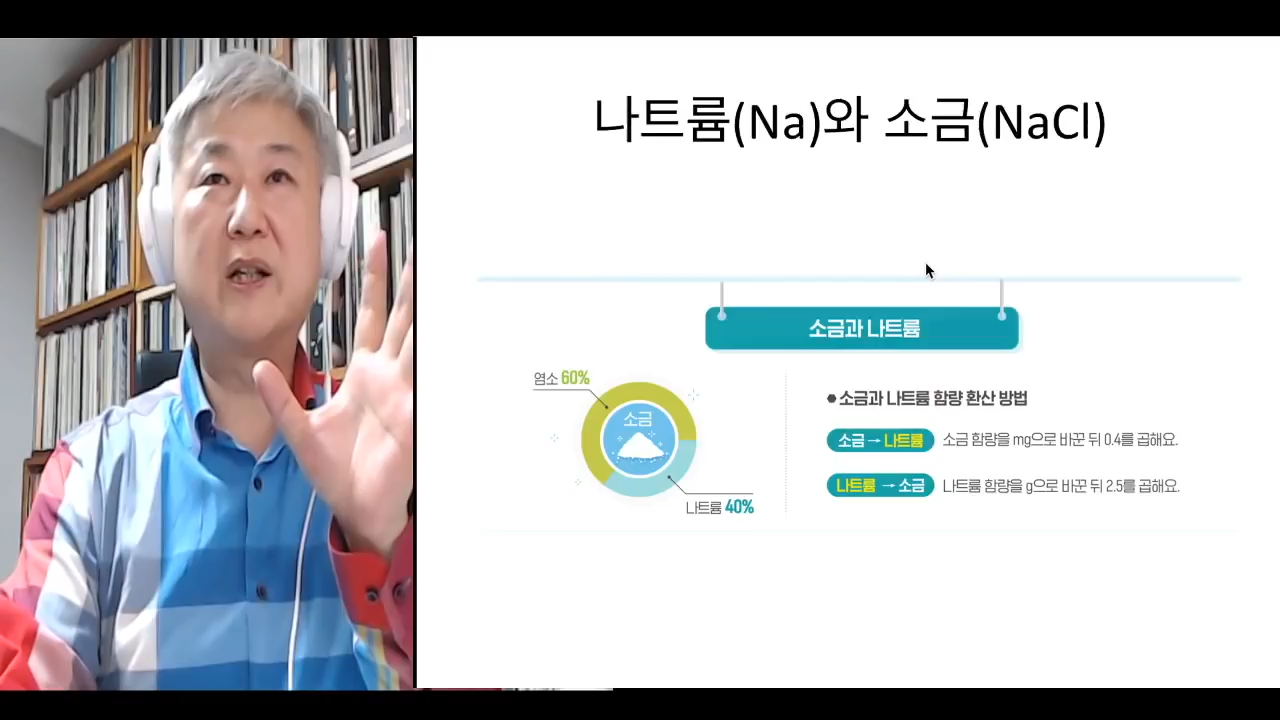 나트륨(Na)와 소금(NaCl)
소금과 나트륨
염소 60%
소금
나트륨 40%
소금과 나트륨 함량 환산 방법
소금 → 나트륨 소금 함량을 mg으로 바꾼 뒤 0.4를 곱해요.
나트륨 → 소금 나트륨 함량을 g으로 바꾼 뒤 2.5를 곱해요.